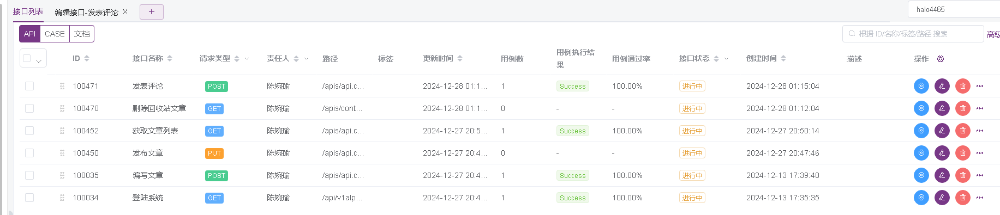 接口列表 编辑接口-发表评论 × +
halo4465
API CASE 文档
根据 ID/名称/标签/路径 搜索 高级
ID 接口名称 请求类型 责任人 路径 标签 更新时间 用例数 用例执行结果 用例通过率 接口状态 创建时间 描述 操作
100471 发表评论 POST 陈婉瑜 /apis/api.c... 2024-12-28 01:1... 1 Success 100.00% 进行中 2024-12-28 01:15:04
100470 删除回收站文章 GET 陈婉瑜 /apis/cont... 2024-12-28 01:1... 0 - - 进行中 2024-12-28 01:12:04
100452 获取文章列表 GET 陈婉瑜 /apis/api.c... 2024-12-27 20:5... 1 Success 100.00% 进行中 2024-12-27 20:50:14
100450 发布文章 PUT 陈婉瑜 /apis/api.c... 2024-12-27 20:4... 0 - - 进行中 2024-12-27 20:47:46
100035 编写文章 POST 陈婉瑜 /apis/api.c... 2024-12-27 20:4... 1 Success 100.00% 进行中 2024-12-13 17:39:40
100034 登陆系统 GET 陈婉瑜 /api/v1alp... 2024-12-27 20:4... 1 Success 100.00% 进行中 2024-12-13 17:35:35